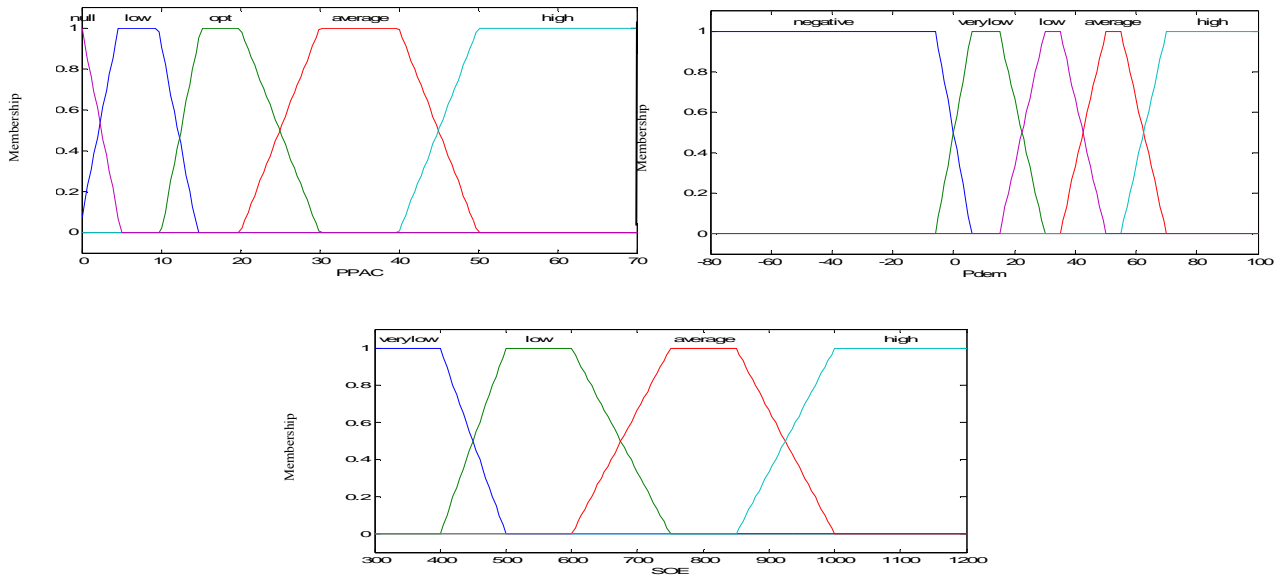 null low opt average high
1
0.8
0.6
0.4
0.2
0
Membership
0 10 20 30 40 50 60 70
PPAC
negative verylow low average high
1
0.8
0.6
0.4
0.2
0
Membership
-80 -60 -40 -20 0 20 40 60 80 100
Pdem
verylow low average high
1
0.8
0.6
0.4
0.2
0
Membership
300 400 500 600 700 800 900 1000 1100 1200
SOE